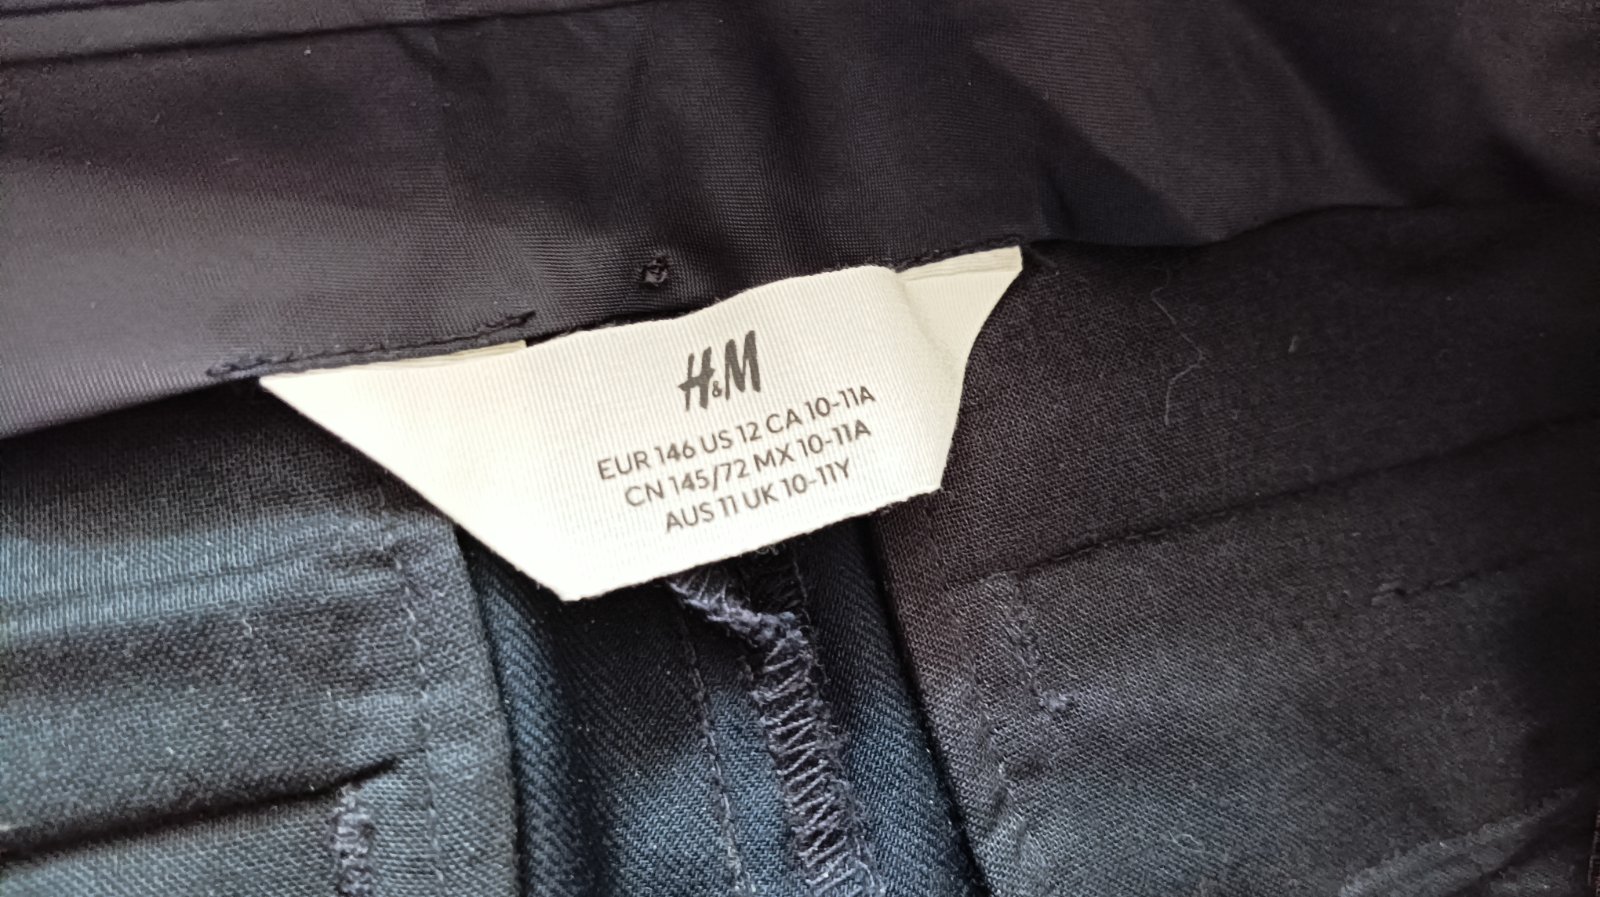 H&M
EUR 146 US 12 CA 10-11A
CN 145/72 MX 10-11A
AUS 11 UK 10-11Y